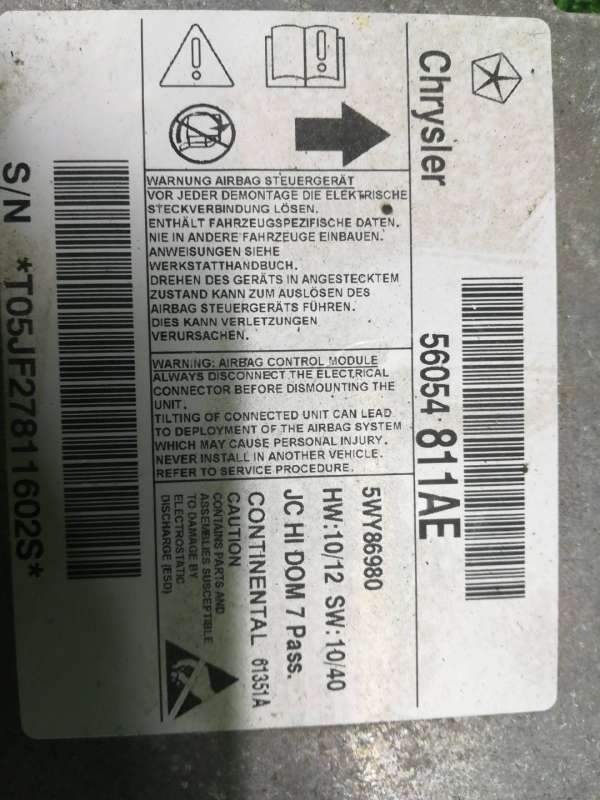 Chrysler
56054 811AE
WARNUNG AIRBAG STEUERGERÄT
VOR JEDER DEMONTAGE DIE ELEKTRISCHE
STECKVERBINDUNG LÖSEN.
ENTHÄLT FAHRZEUGSPEZIFISCHE DATEN.
NIE IN ANDERE FAHRZEUGE EINBAUEN.
ANWEISUNGEN SIEHE
WERKSTATTHANDBUCH.
DREHEN DES GERÄTS IN ANGESTECKTEM
ZUSTAND KANN ZUM AUSLÖSEN DES
AIRBAG STEUERGERÄTS FÜHREN.
DIES KANN VERLETZUNGEN
VERURSACHEN.
WARNING: AIRBAG CONTROL MODULE
ALWAYS DISCONNECT THE ELECTRICAL
CONNECTOR BEFORE DISMOUNTING THE
UNIT.
TILTING OF CONNECTED UNIT CAN LEAD
TO DEPLOYMENT OF THE AIRBAG SYSTEM
WHICH MAY CAUSE PERSONAL INJURY.
NEVER INSTALL IN ANOTHER VEHICLE.
REFER TO SERVICE PROCEDURE.
5WY86980
HW:10/12 SW:10/40
JC HI DOM 7 Pass.
CONTINENTAL 61351A
CAUTION
CONTAINS PARTS AND
ASSEMBLIES SUSCEPTIBLE
TO DAMAGE BY
ELECTROSTATIC
DISCHARGE (ESD)
S/N *T05JF27811602S*